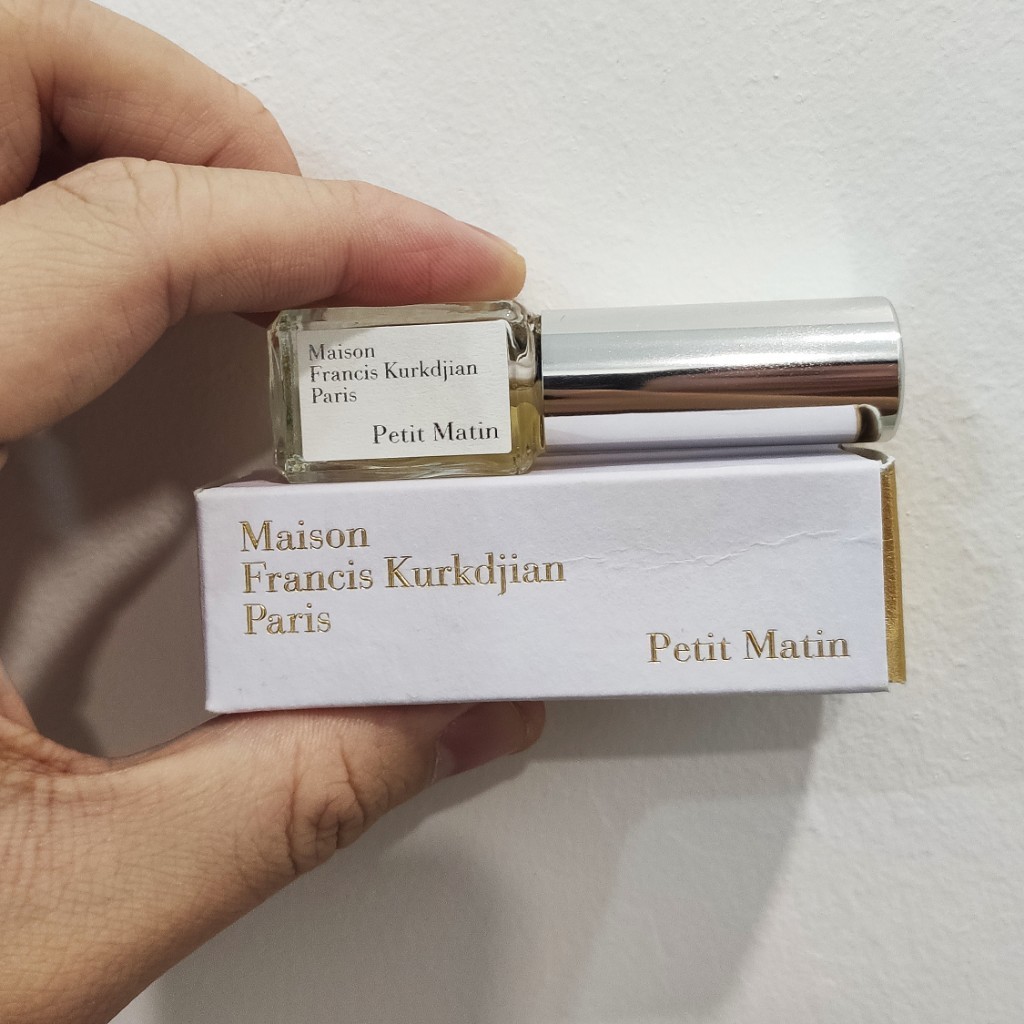 Maison
Francis Kurkdjian
Paris
Petit Matin
Maison
Francis Kurkdjian
Paris
Petit Matin